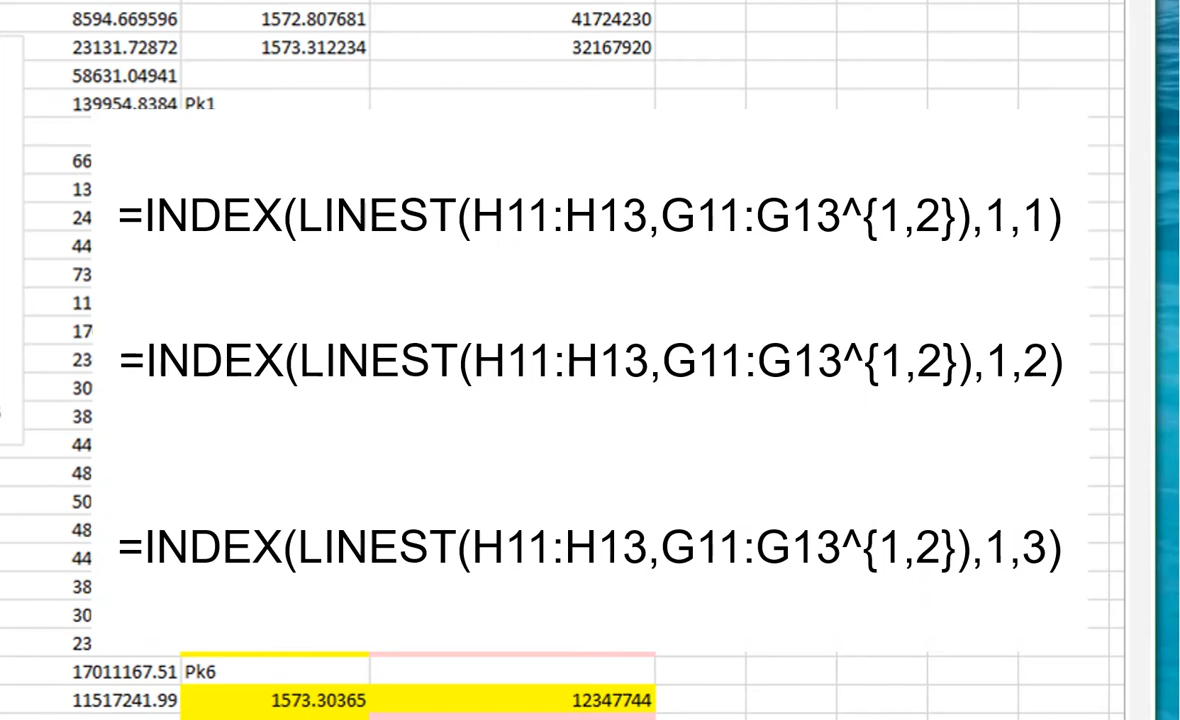 8594.669596 1572.807681 41724230
23131.72872 1573.312234 32167920
58631.04941
139954.8384 Pk1
66
13
24
=INDEX(LINEST(H11:H13,G11:G13^{1,2}),1,1)
44
73
11
17
23
=INDEX(LINEST(H11:H13,G11:G13^{1,2}),1,2)
30
38
44
48
50
48
=INDEX(LINEST(H11:H13,G11:G13^{1,2}),1,3)
44
38
30
23
17011167.51 Pk6
11517241.99 1573.30365 12347744